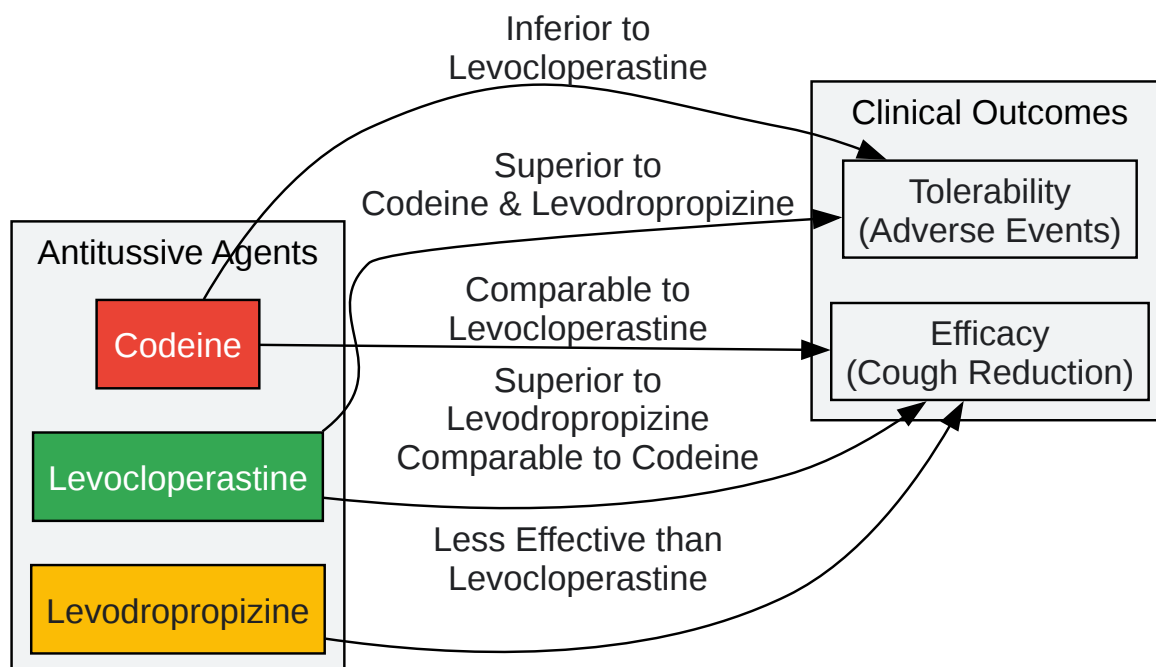 Inferior to
Levocloperastine
Clinical Outcomes
Superior to
Codeine & Levodropropizine
Tolerability
(Adverse Events)
Antitussive Agents
Codeine
Comparable to
Levocloperastine
Efficacy
(Cough Reduction)
Superior to
Levodropropizine
Comparable to Codeine
Levocloperastine
Less Effective than
Levocloperastine
Levodropropizine